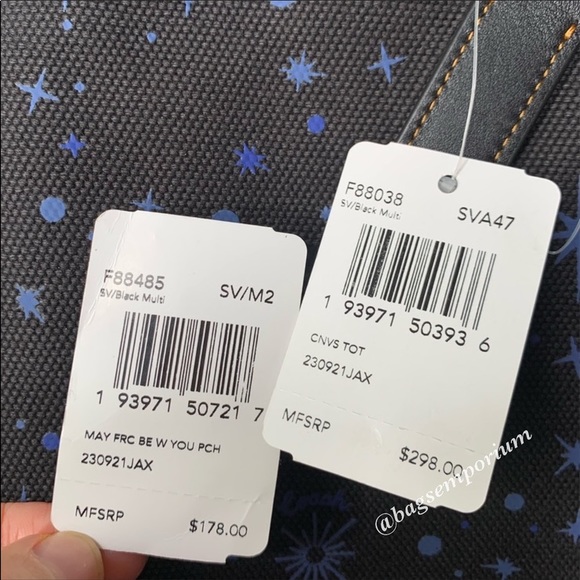 F88485
SV/Black Multi
SV/M2
1 93971 50721 7
MAY FRC BE W YOU PCH
230921JAX
MFSRP
$178.00
F88038
SV/Black Multi
SVA47
1 93971 50393 6
CNVS TOT
230921JAX
MFSRP
$298.00
@bagsemporium